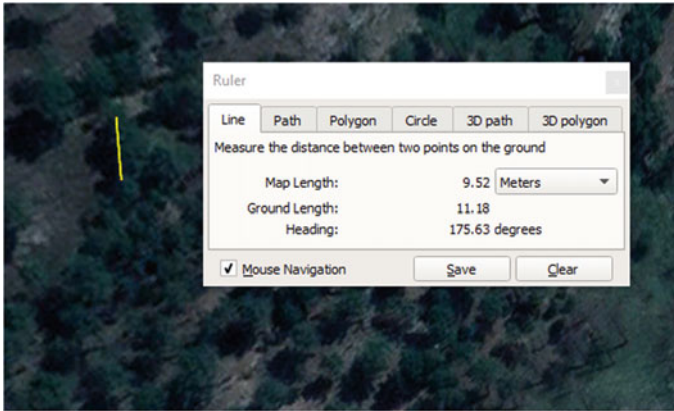 Ruler
Line Path Polygon Circle 3D path 3D polygon
Measure the distance between two points on the ground
Map Length: 9.52 Meters
Ground Length: 11.18
Heading: 175.63 degrees
Mouse Navigation Save Clear